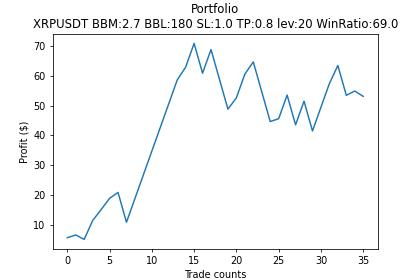 Portfolio
XRPUSDT BBM:2.7 BBL:180 SL:1.0 TP:0.8 lev:20 WinRatio:69.0
70
60
50
40
30
20
10
Profit ($)
0 5 10 15 20 25 30 35
Trade counts